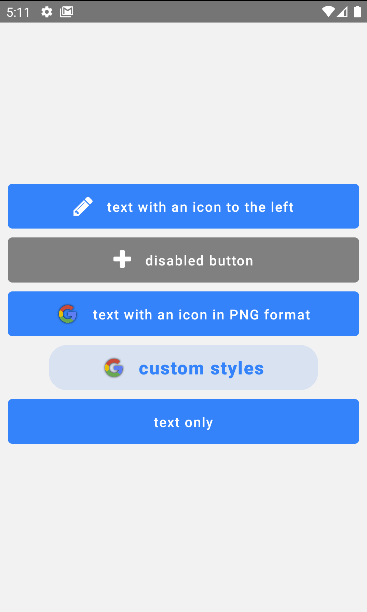 5:11
text with an icon to the left
disabled button
text with an icon in PNG format
custom styles
text only